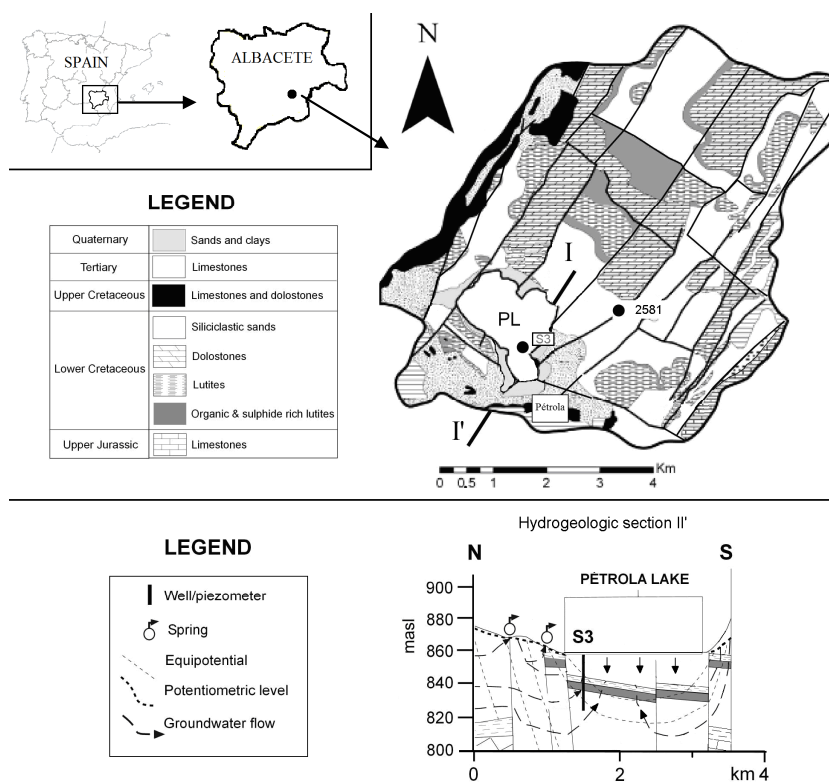 SPAIN
ALBACETE
N
LEGEND
Quaternary Sands and clays
Tertiary Limestones
Upper Cretaceous Limestones and dolostones
Lower Cretaceous
Siliciclastic sands
Dolostones
Lutites
Organic & sulphide rich lutites
Upper Jurassic Limestones
I
PL
S3
2581
Pétrola
I'
Km
0 0.5 1 2 3 4
Hydrogeologic section II'
LEGEND
Well/piezometer
Spring
Equipotential
Potentiometric level
Groundwater flow
N S
PÉTROLA LAKE
S3
masl
900
880
860
840
820
800
0 2 km 4